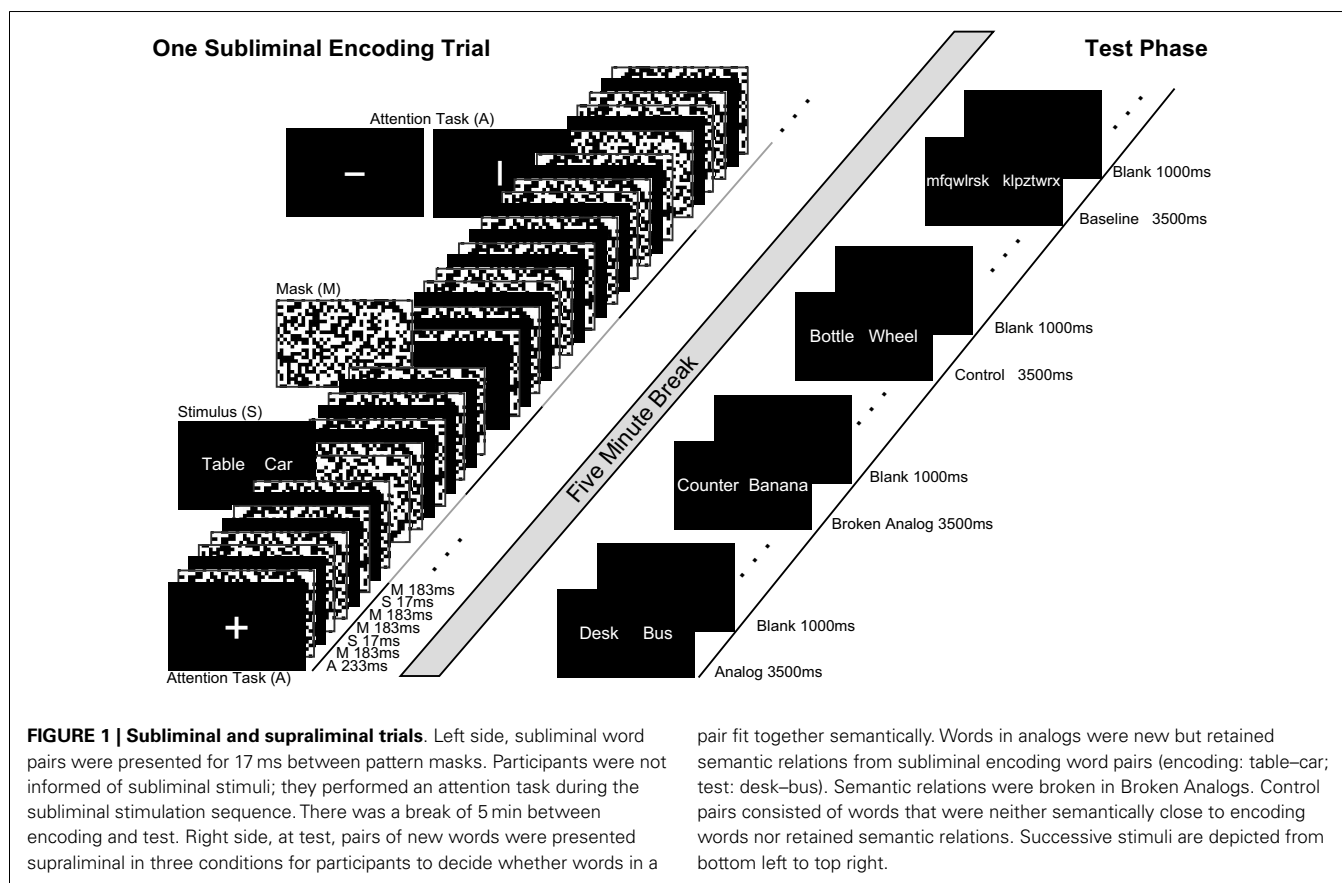 One Subliminal Encoding Trial
Test Phase
Attention Task (A)
Mask (M)
Stimulus (S)
Table Car
+
Attention Task (A)
M 183ms
S 17ms
M 183ms
M 183ms
S 17ms
M 183ms
A 233ms
Five Minute Break
mfqwlrsk klpztwrx
Blank 1000ms
Baseline 3500ms
Bottle Wheel
Blank 1000ms
Control 3500ms
Counter Banana
Blank 1000ms
Broken Analog 3500ms
Desk Bus
Blank 1000ms
Analog 3500ms
FIGURE 1 | Subliminal and supraliminal trials. Left side, subliminal word
pairs were presented for 17 ms between pattern masks. Participants were not
informed of subliminal stimuli; they performed an attention task during the
subliminal stimulation sequence. There was a break of 5 min between
encoding and test. Right side, at test, pairs of new words were presented
supraliminal in three conditions for participants to decide whether words in a
pair fit together semantically. Words in analogs were new but retained
semantic relations from subliminal encoding word pairs (encoding: table–car;
test: desk–bus). Semantic relations were broken in Broken Analogs. Control
pairs consisted of words that were neither semantically close to encoding
words nor retained semantic relations. Successive stimuli are depicted from
bottom left to top right.